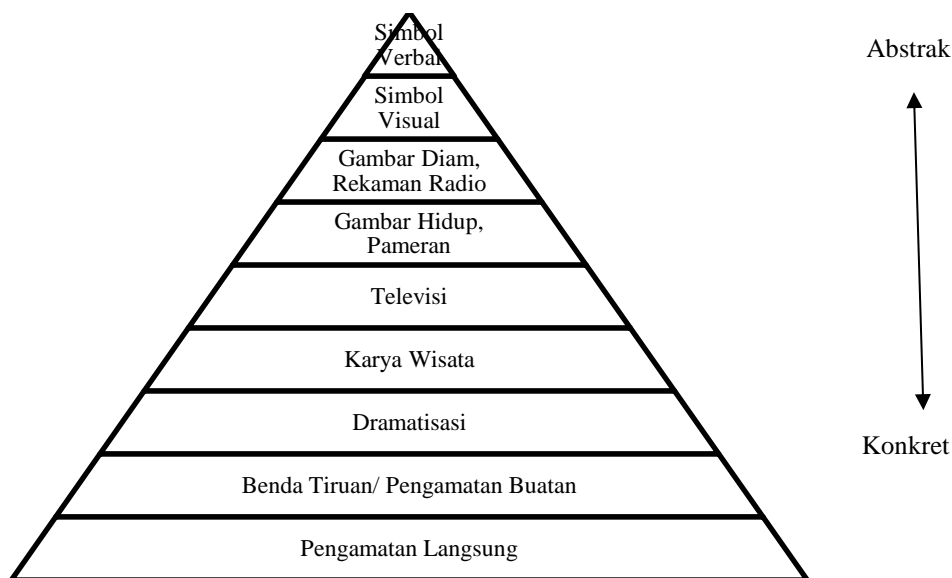 Simbol
Verbal
Abstrak
Simbol
Visual
Gambar Diam,
Rekaman Radio
Gambar Hidup,
Pameran
Televisi
Karya Wisata
Dramatisasi
Konkret
Benda Tiruan/ Pengamatan Buatan
Pengamatan Langsung